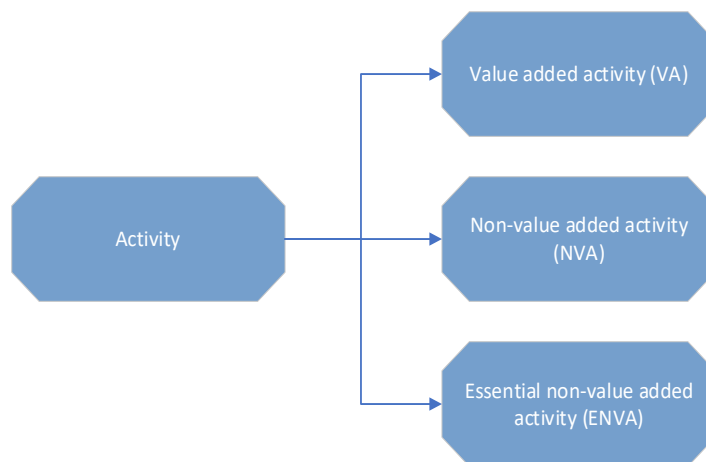 Value added activity (VA)
Activity
Non-value added activity
(NVA)
Essential non-value added
activity (ENVA)